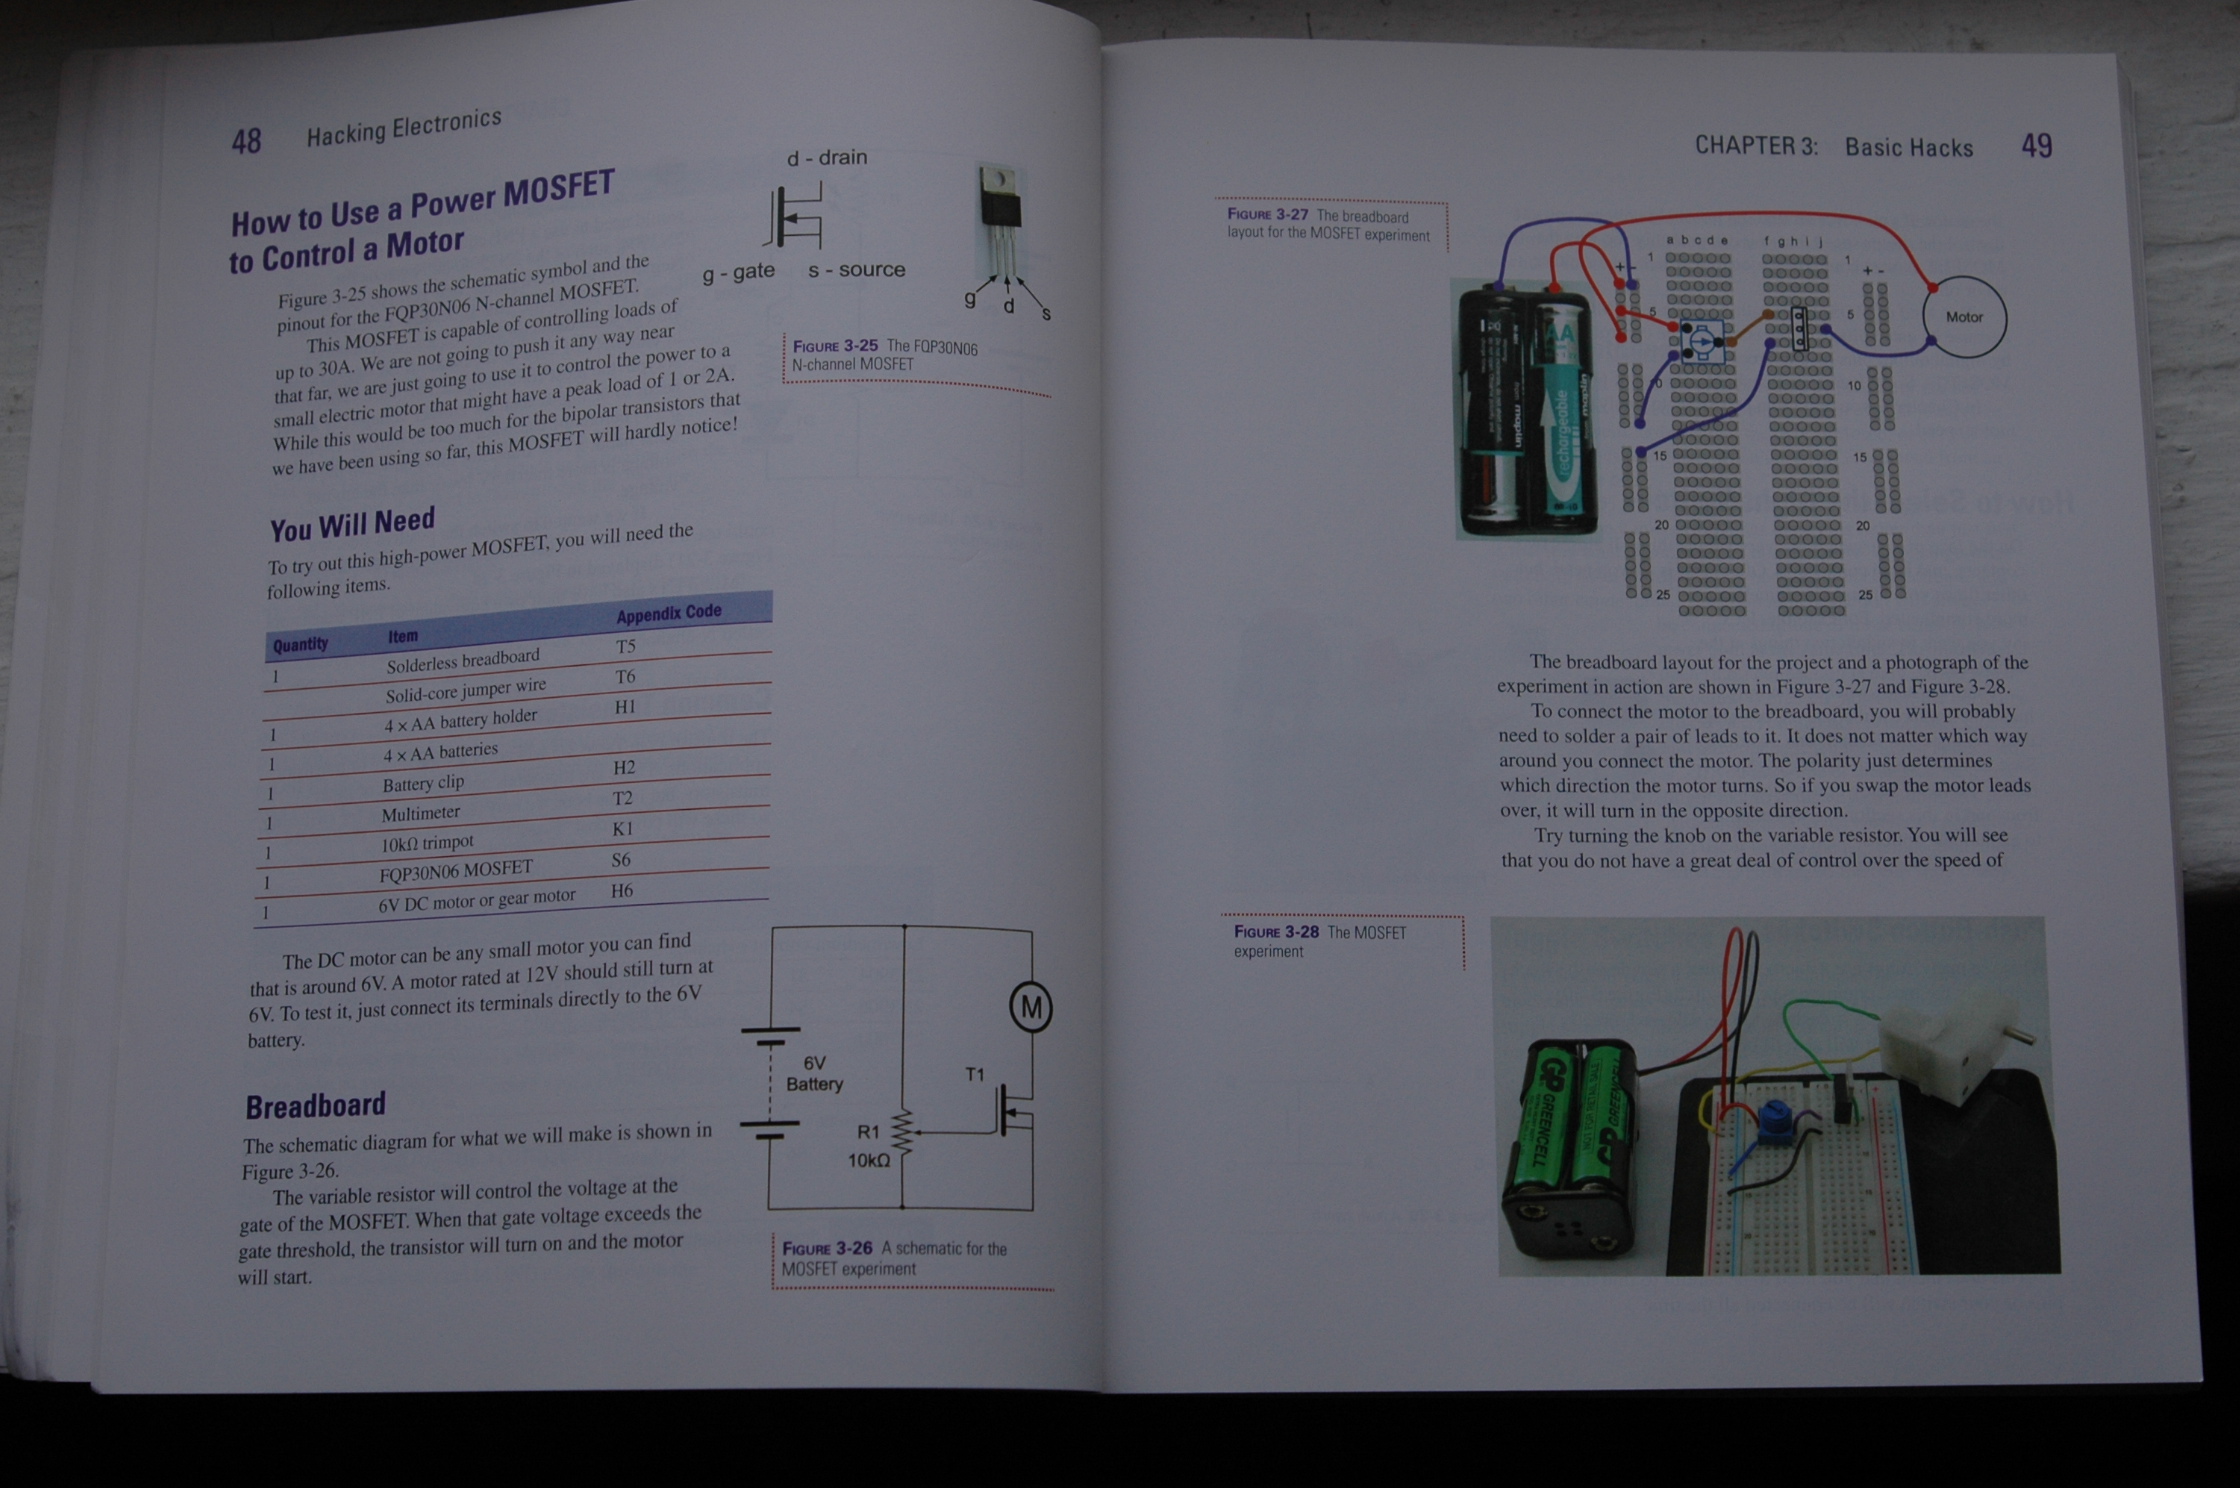 48 Hacking Electronics
How to Use a Power MOSFET
to Control a Motor
Figure 3-25 shows the schematic symbol and the
pinout for the FQP30N06 N-channel MOSFET.
This MOSFET is capable of controlling loads of
up to 30A. We are not going to push it any way near
that far, we are just going to use it to control the power to a
small electric motor that might have a peak load of 1 or 2A.
While this would be too much for the bipolar transistors that
we have been using so far, this MOSFET will hardly notice!
d - drain
g - gate s - source
g d s
FIGURE 3-25 The FQP30N06
N-channel MOSFET
You Will Need
To try out this high-power MOSFET, you will need the
following items.
Quantity Item Appendix Code
1 Solderless breadboard T5
Solid-core jumper wire T6
1 4 × AA battery holder H1
1 4 × AA batteries
1 Battery clip H2
1 Multimeter T2
1 10kΩ trimpot K1
1 FQP30N06 MOSFET S6
1 6V DC motor or gear motor H6
The DC motor can be any small motor you can find
that is around 6V. A motor rated at 12V should still turn at
6V. To test it, just connect its terminals directly to the 6V
battery.
Breadboard
The schematic diagram for what we will make is shown in
Figure 3-26.
The variable resistor will control the voltage at the
gate of the MOSFET. When that gate voltage exceeds the
gate threshold, the transistor will turn on and the motor
will start.
M
6V
Battery
T1
R1
10kΩ
FIGURE 3-26 A schematic for the
MOSFET experiment
CHAPTER 3: Basic Hacks 49
FIGURE 3-27 The breadboard
layout for the MOSFET experiment
a b c d e f g h i j
1 1
+ - + -
5 5
10
15 15
20 20
25 25
Motor
AA
rechargeable
maplin
maplin
The breadboard layout for the project and a photograph of the
experiment in action are shown in Figure 3-27 and Figure 3-28.
To connect the motor to the breadboard, you will probably
need to solder a pair of leads to it. It does not matter which way
around you connect the motor. The polarity just determines
which direction the motor turns. So if you swap the motor leads
over, it will turn in the opposite direction.
Try turning the knob on the variable resistor. You will see
that you do not have a great deal of control over the speed of
FIGURE 3-28 The MOSFET
experiment
GP GREENCELL
GP GREENCELL